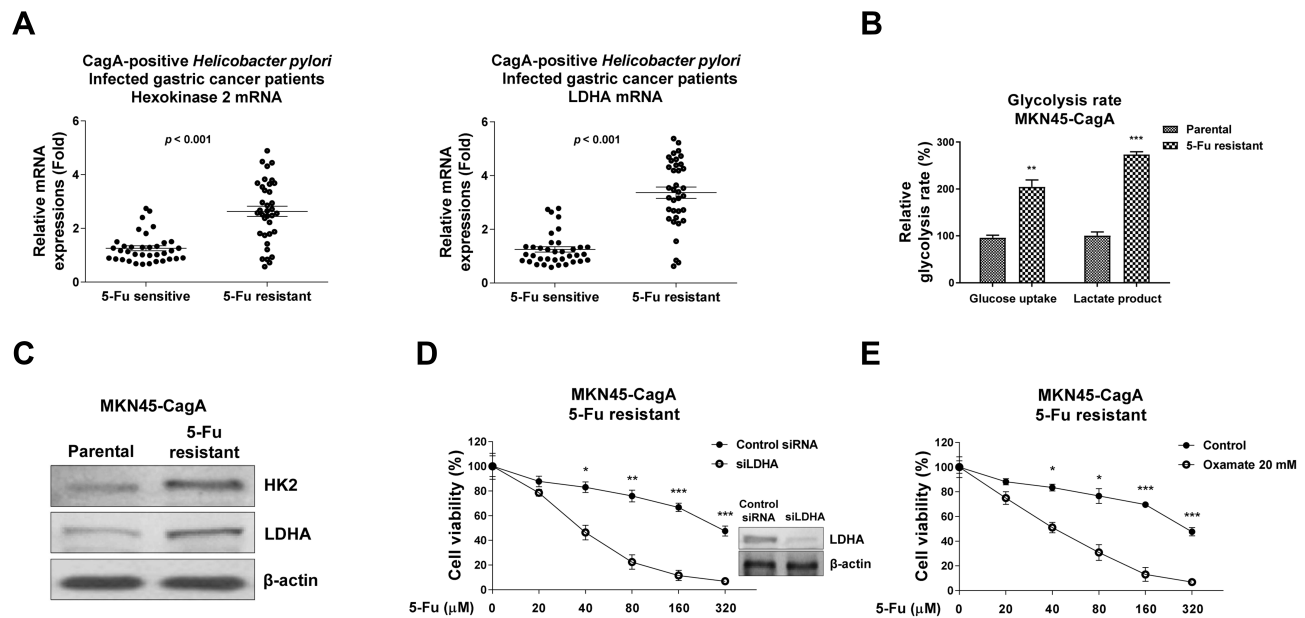 A
CagA-positive Helicobacter pylori
Infected gastric cancer patients
Hexokinase 2 mRNA
Relative mRNA
expressions (Fold)
6
4
2
0
p < 0.001
5-Fu sensitive
5-Fu resistant
CagA-positive Helicobacter pylori
Infected gastric cancer patients
LDHA mRNA
Relative mRNA
expressions (Fold)
6
4
2
0
p < 0.001
5-Fu sensitive
5-Fu resistant
B
Glycolysis rate
MKN45-CagA
Parental
5-Fu resistant
Relative
glycolysis rate (%)
300
200
100
0
**
***
Glucose uptake
Lactate product
C
MKN45-CagA
Parental
5-Fu
resistant
HK2
LDHA
β-actin
D
MKN45-CagA
5-Fu resistant
Control siRNA
siLDHA
Cell viability (%)
120
100
80
60
40
20
0
*
**
***
***
5-Fu (μM)
0
20
40
80
160
320
Control
siRNA
siLDHA
LDHA
β-actin
E
MKN45-CagA
5-Fu resistant
Control
Oxamate 20 mM
Cell viability (%)
120
100
80
60
40
20
0
*
*
***
***
5-Fu (μM)
0
20
40
80
160
320